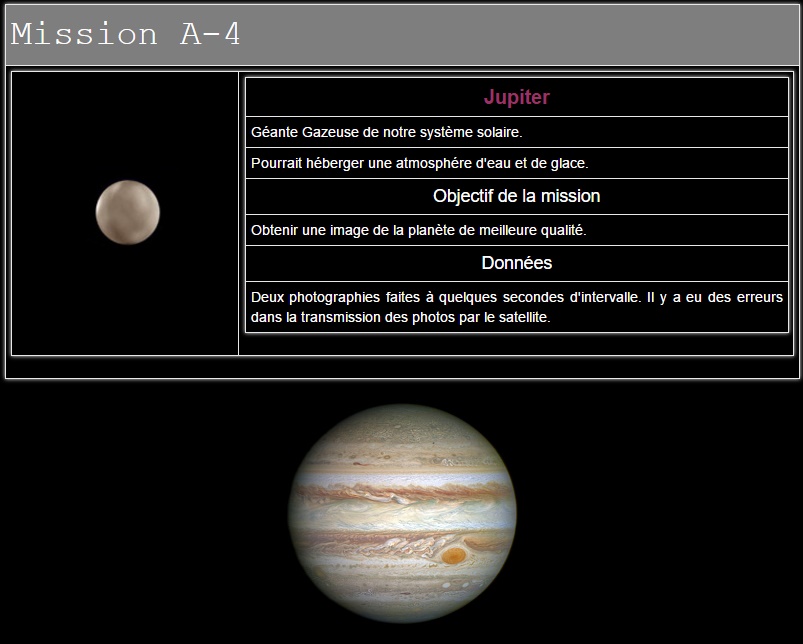 Mission A-4
Jupiter
Géante Gazeuse de notre système solaire.
Pourrait héberger une atmosphére d'eau et de glace.
Objectif de la mission
Obtenir une image de la planète de meilleure qualité.
Données
Deux photographies faites à quelques secondes d'intervalle. Il y a eu des erreurs
dans la transmission des photos par le satellite.